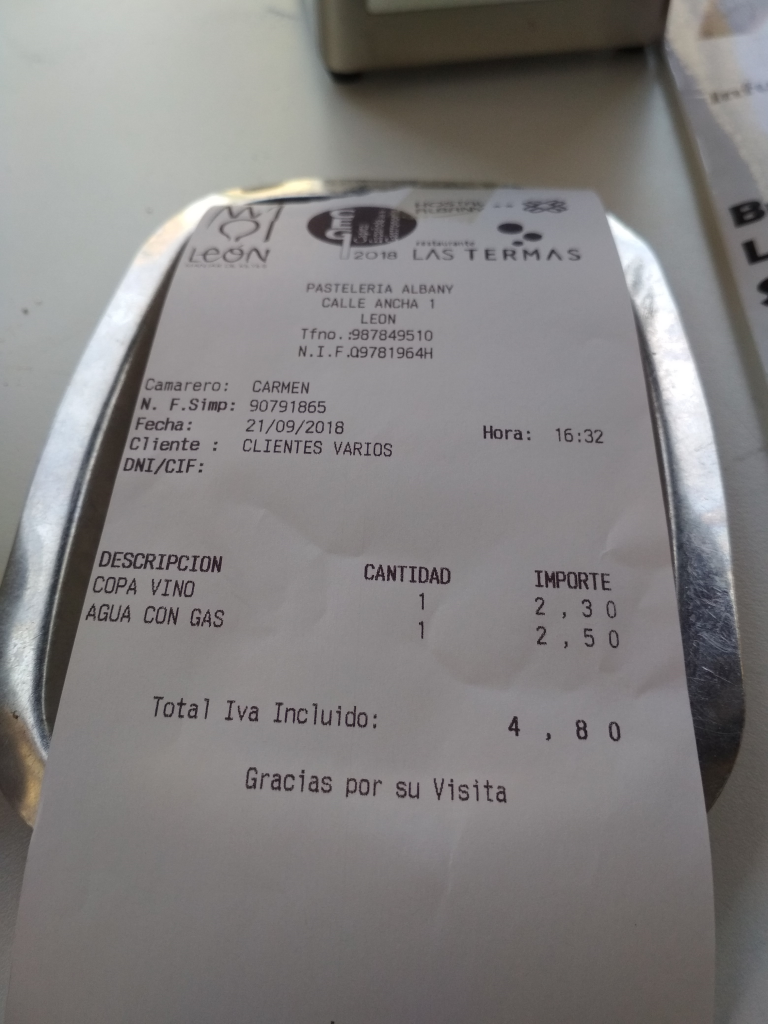 LEÓN
2018
restaurante
LAS TERMAS
PASTELERIA ALBANY
CALLE ANCHA 1
LEON
Tfno.:987849510
N.I.F.:09781964H
Camarero: CARMEN
N. F.Simp: 90791865
Fecha: 21/09/2018 Hora: 16:32
Cliente : CLIENTES VARIOS
DNI/CIF:
DESCRIPCION CANTIDAD IMPORTE
COPA VINO 1 2,30
AGUA CON GAS 1 2,50
Total Iva Incluido: 4,80
Gracias por su Visita